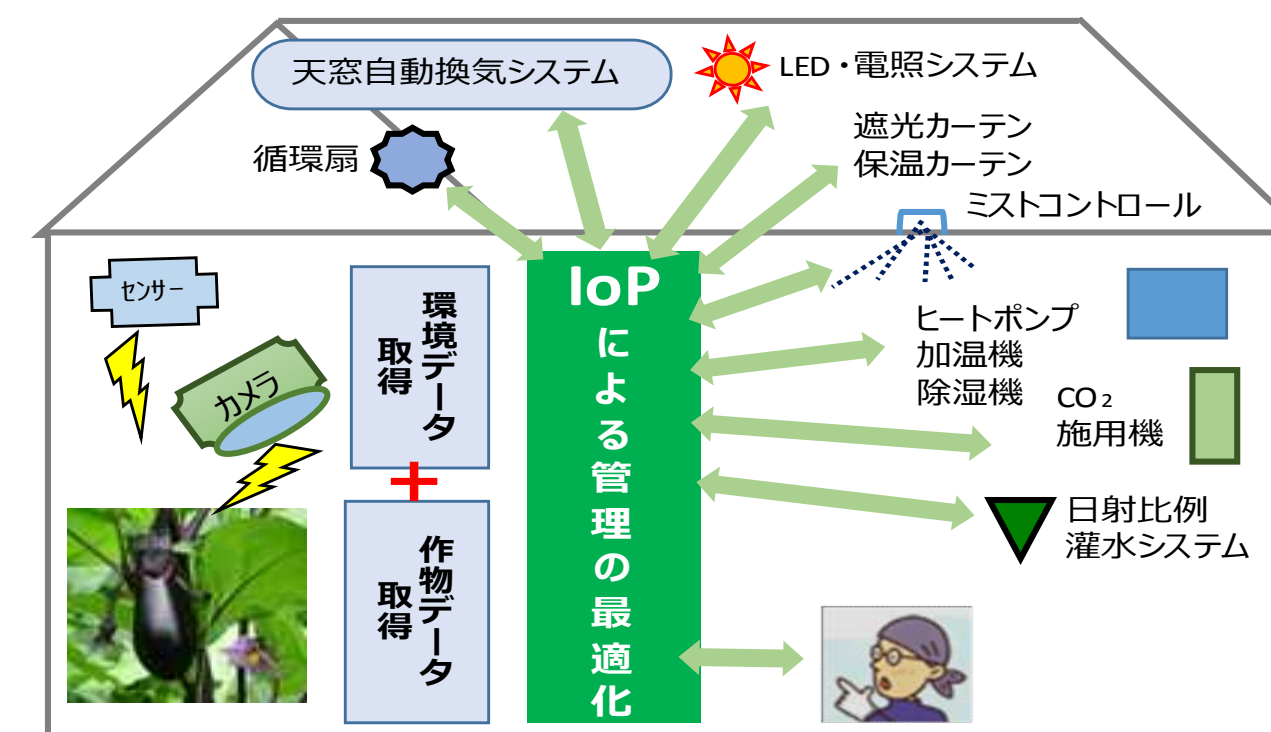 天窓自動換気システム
LED・電照システム
循環扇
遮光カーテン
保温カーテン
ミストコントロール
センサー
カメラ
環境データ
取得
+
作物データ
取得
IoP
による管理の最適化
ヒートポンプ
加温機
除湿機
CO₂
施用機
日射比例
灌水システム